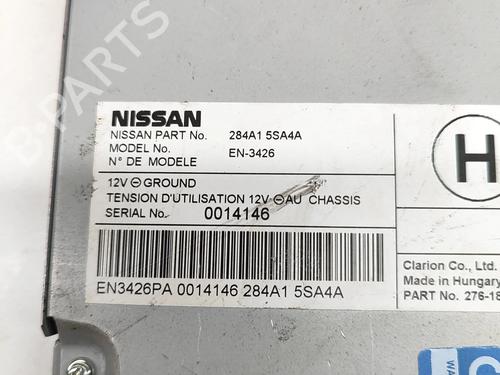 NISSAN
NISSAN PART No. 284A1 5SA4A
MODEL No. EN-3426
N° DE MODELE
12V ⊖ GROUND
TENSION D'UTILISATION 12V ⊖ AU CHASSIS
SERIAL No. 0014146
EN3426PA 0014146 284A1 5SA4A
H
Clarion Co., Ltd.
Made in Hungary
PART No. 276-18
B-PARTS